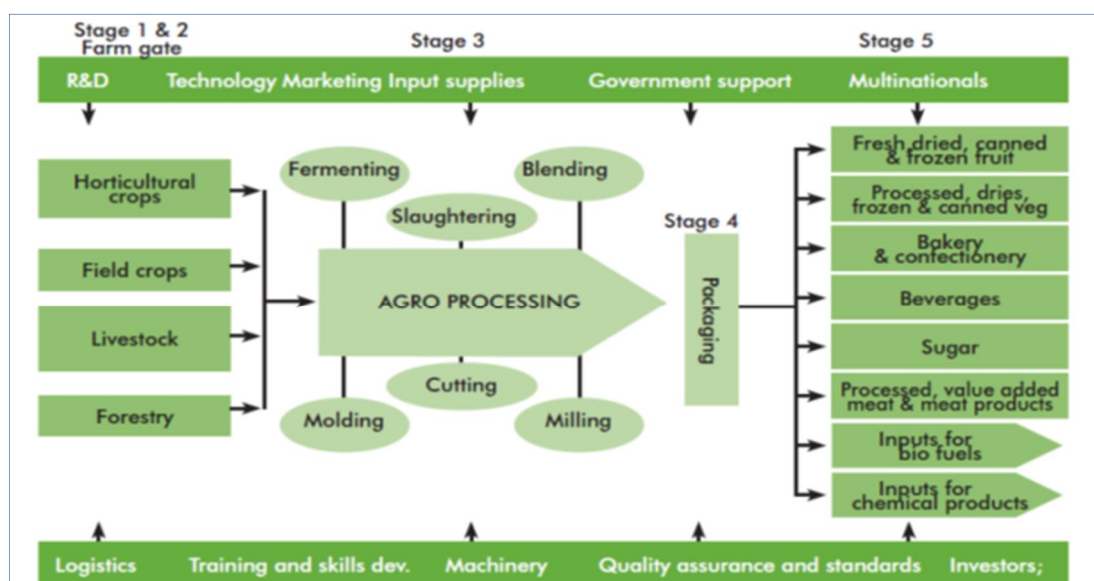 Stage 1 & 2
Farm gate
Stage 3
Stage 5
R&D Technology Marketing Input supplies Government support Multinationals
Horticultural
crops
Field crops
Livestock
Forestry
Fermenting
Slaughtering
Blending
AGRO PROCESSING
Molding
Cutting
Milling
Stage 4
Packaging
Fresh dried, canned
& frozen fruit
Processed, dries,
frozen & canned veg
Bakery
& confectionery
Beverages
Sugar
Processed, value added
meat & meat products
Inputs for
bio fuels
Inputs for
chemical products
Logistics Training and skills dev. Machinery Quality assurance and standards Investors;